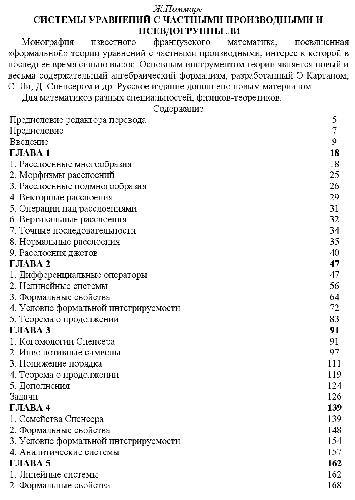 Ж.Поммаре
СИСТЕМЫ УРАВНЕНИЙ С ЧАСТНЫМИ ПРОИЗВОДНЫМИ И
ПСЕВДОГРУППЫ ЛИ
Монография известного французского математика, посвященная
«формальной» теории уравнений с частными производными, интерес к которой в
последнее время сильно вырос. Основным инструментом теории является новый и
весьма содержательный алгебраический формализм, разработанный Э. Картаном,
С. Ли, Д. Спенсером и др. Русское издание дополнено новым материалом.
Для математиков разных специальностей, физиков-теоретиков.
Содержание
Предисловие редактора перевода 5
Предисловие 7
Введение 9
ГЛАВА 1 18
1. Расслоенные многообразия 18
2. Морфизмы расслоений 25
3. Расслоенные подмногообразия 26
4. Векторные расслоения 29
5. Операции над расслоениями 31
6. Вертикальные расслоения 32
7. Точные последовательности 34
8. Нормальные расслоения 35
9. Расслоения джетов 40
ГЛАВА 2 47
1. Дифференциальные операторы 47
2. Нелинейные системы 56
3. Формальные свойства 64
4. Условие формальной интегрируемости 72
5. Теорема о продолжении 83
ГЛАВА 3 91
1. Когомологии Спенсера 91
2. Инволютивные символы 97
3. Понижение порядка 111
4. Теорема о продолжении 119
5. Дополнения 124
Задачи 126
ГЛАВА 4 139
1. Семейства Спенсера 139
2. Формальные свойства 148
3. Условие формальной интегрируемости 154
4. Аналитические системы 157
ГЛАВА 5 162
1. Линейные системы 162
2. Формальные свойства 168